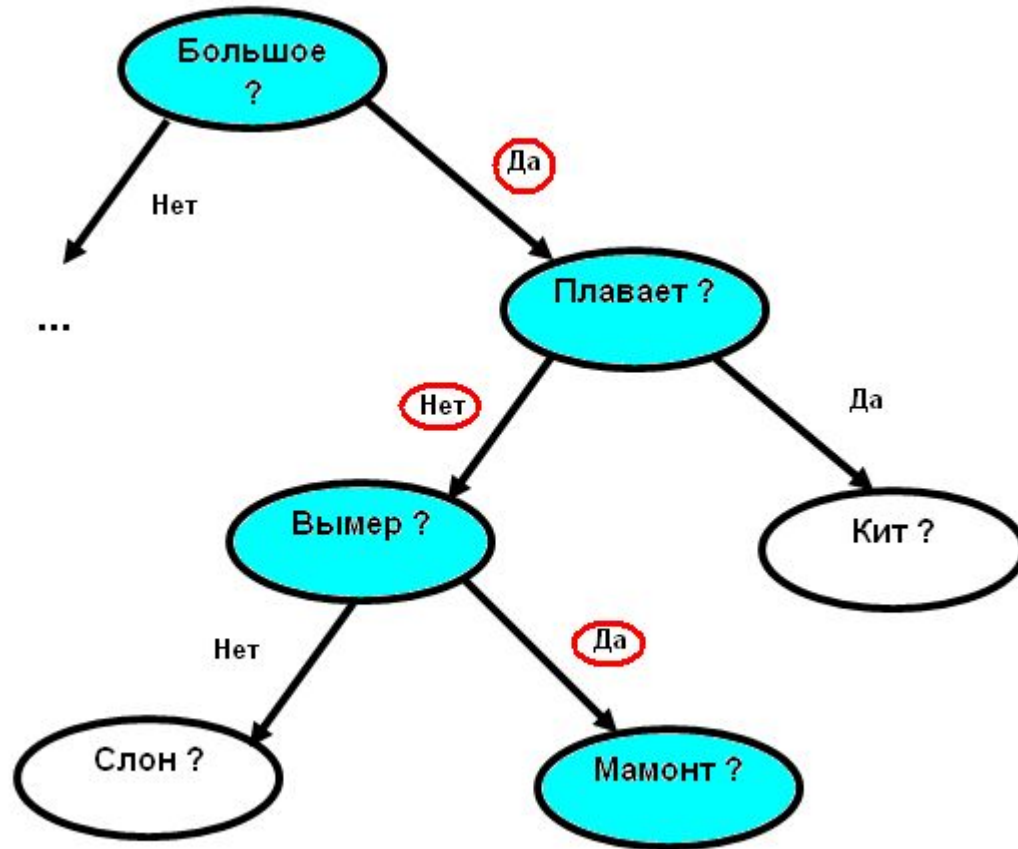 Большое
?
Да
Нет
Плавает ?
...
Нет
Да
Вымер ?
Кит ?
Нет
Да
Слон ?
Мамонт ?